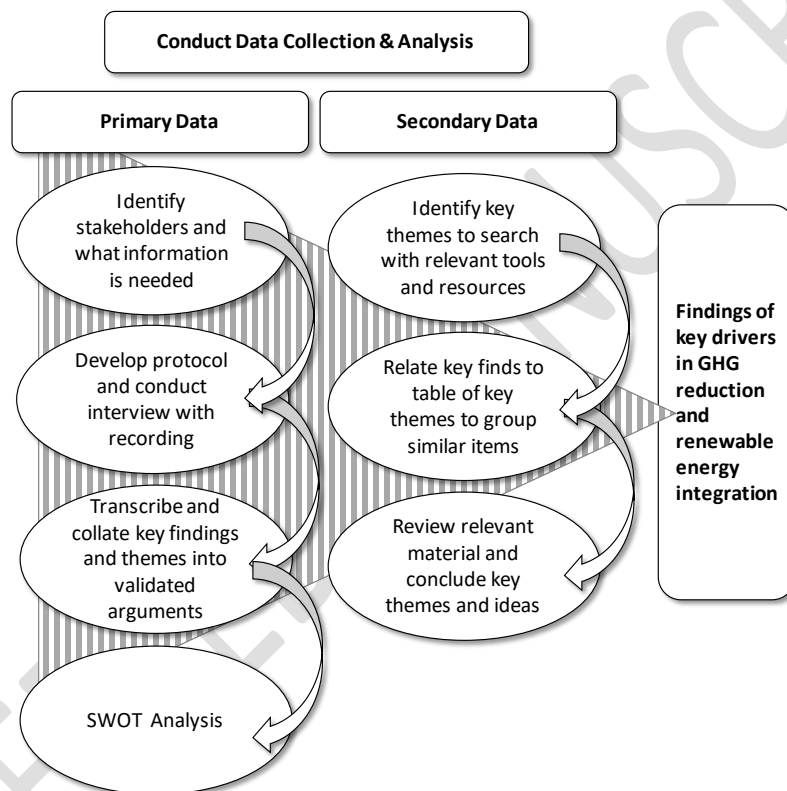 Conduct Data Collection & Analysis
Primary Data
Secondary Data
Identify
stakeholders and
what information
is needed
Develop protocol
and conduct
interview with
recording
Transcribe and
collate key findings
and themes into
validated
arguments
SWOT Analysis
Identify key
themes to search
with relevant tools
and resources
Relate key finds to
table of key
themes to group
similar items
Review relevant
material and
conclude key
themes and ideas
Findings of
key drivers
in GHG
reduction
and
renewable
energy
integration